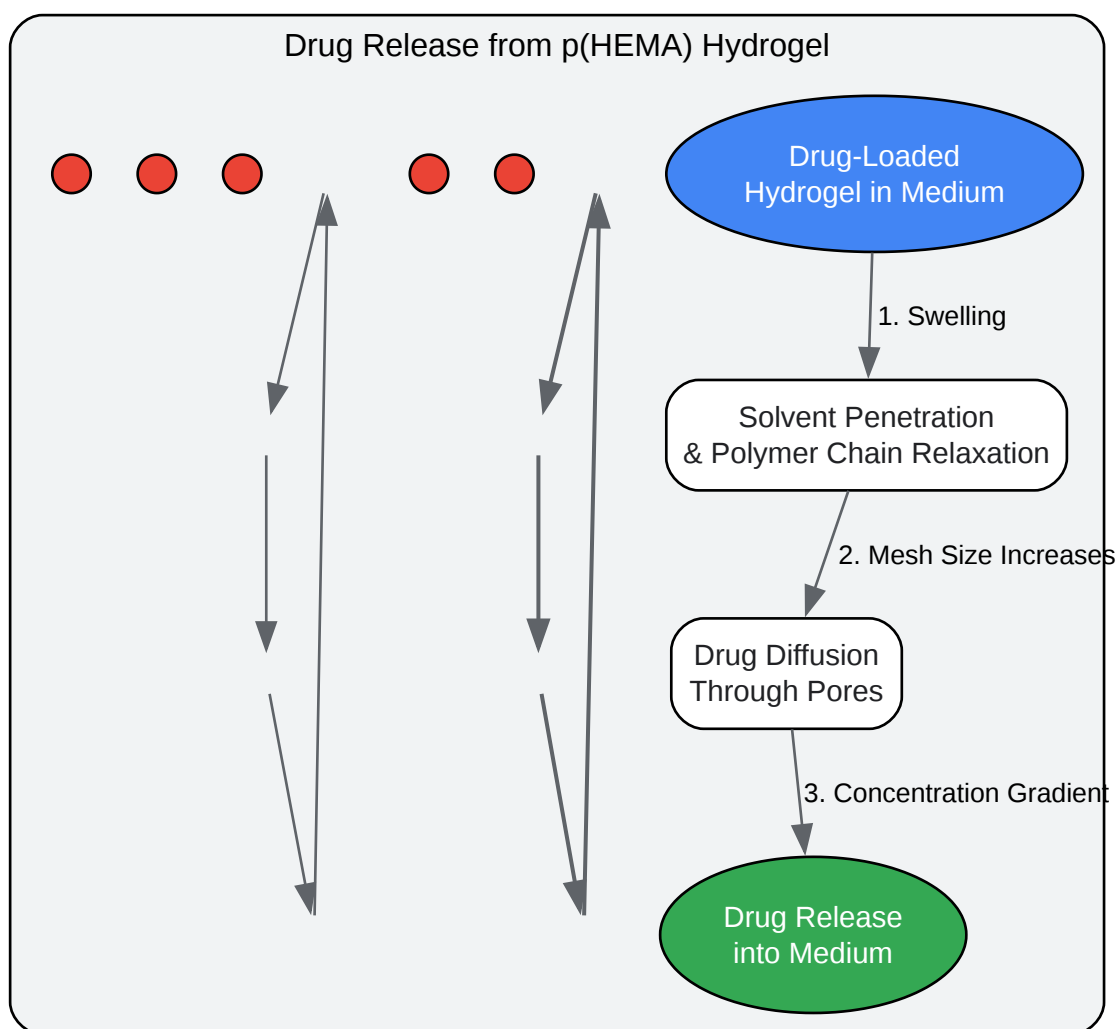 Drug Release from p(HEMA) Hydrogel
Drug-Loaded
Hydrogel in Medium
1. Swelling
Solvent Penetration
& Polymer Chain Relaxation
2. Mesh Size Increases
Drug Diffusion
Through Pores
3. Concentration Gradient
Drug Release
into Medium